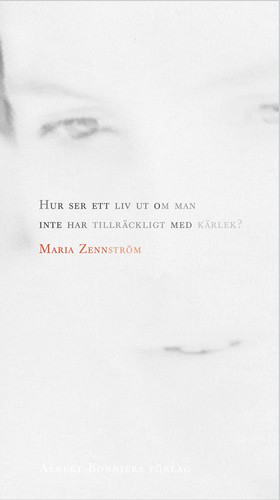 Hur ser ett liv ut om man
inte har tillräckligt med kärlek?
Maria Zennström
Albert Bonniers förlag